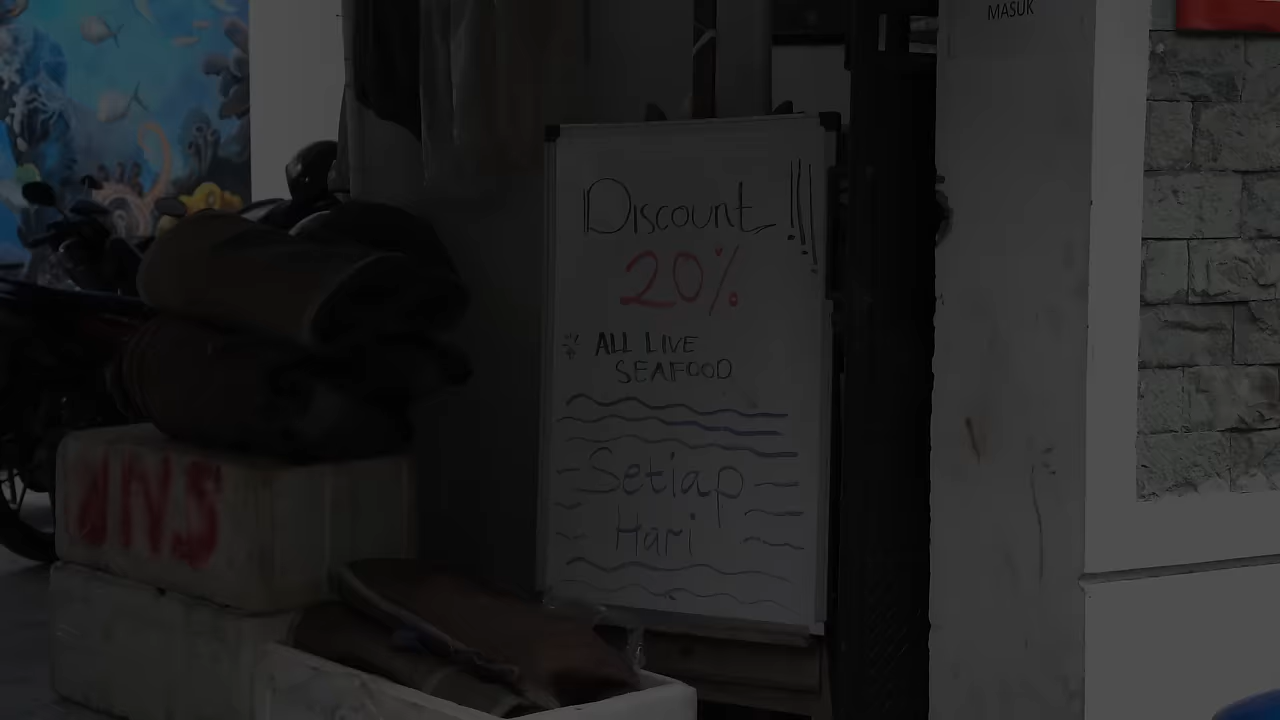 MASUK
Discount !!!
20%
ALL LIVE
SEAFOOD
Setiap
Hari